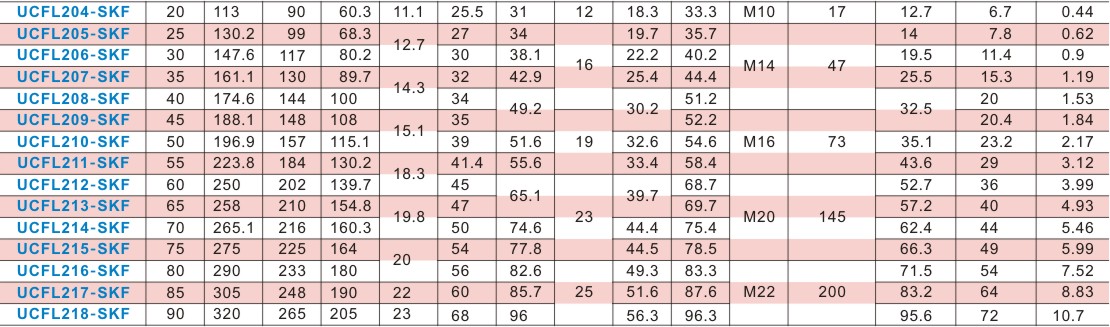 UCFL204-SKF 20 113 90 60.3 11.1 25.5 31 12 18.3 33.3 M10 17 12.7 6.7 0.44
UCFL205-SKF 25 130.2 99 68.3 27 34 19.7 35.7 14 7.8 0.62
12.7
UCFL206-SKF 30 147.6 117 80.2 30 38.1 22.2 40.2 19.5 11.4 0.9
16 M14 47
UCFL207-SKF 35 161.1 130 89.7 32 42.9 25.4 44.4 25.5 15.3 1.19
14.3
UCFL208-SKF 40 174.6 144 100 34 51.2 20 1.53
49.2 30.2 32.5
UCFL209-SKF 45 188.1 148 108 35 52.2 20.4 1.84
15.1
UCFL210-SKF 50 196.9 157 115.1 39 51.6 19 32.6 54.6 M16 73 35.1 23.2 2.17
UCFL211-SKF 55 223.8 184 130.2 41.4 55.6 33.4 58.4 43.6 29 3.12
18.3
UCFL212-SKF 60 250 202 139.7 45 68.7 52.7 36 3.99
65.1 39.7
UCFL213-SKF 65 258 210 154.8 47 69.7 57.2 40 4.93
19.8 23 M20 145
UCFL214-SKF 70 265.1 216 160.3 50 74.6 44.4 75.4 62.4 44 5.46
UCFL215-SKF 75 275 225 164 54 77.8 44.5 78.5 66.3 49 5.99
20
UCFL216-SKF 80 290 233 180 56 82.6 49.3 83.3 71.5 54 7.52
UCFL217-SKF 85 305 248 190 22 60 85.7 25 51.6 87.6 M22 200 83.2 64 8.83
UCFL218-SKF 90 320 265 205 23 68 96 56.3 96.3 95.6 72 10.7